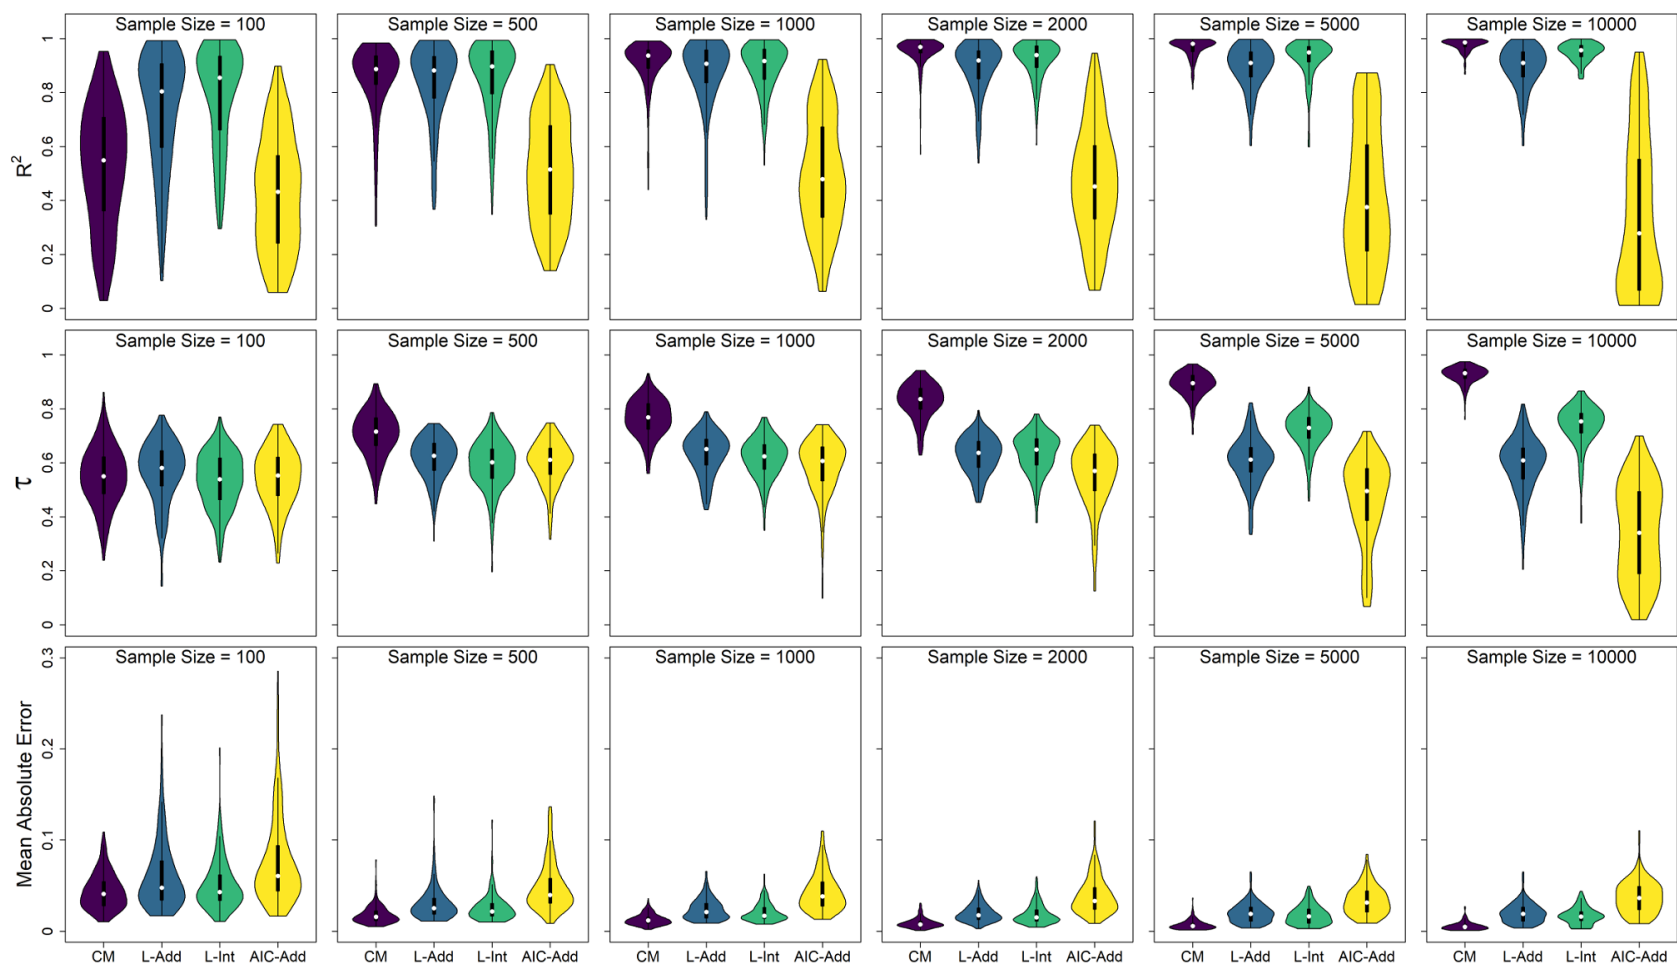 Sample Size = 100 Sample Size = 500 Sample Size = 1000 Sample Size = 2000 Sample Size = 5000 Sample Size = 10000
R²
1
0.8
0.6
0.4
0.2
0
Sample Size = 100 Sample Size = 500 Sample Size = 1000 Sample Size = 2000 Sample Size = 5000 Sample Size = 10000
τ
1
0.8
0.6
0.4
0.2
0
Sample Size = 100 Sample Size = 500 Sample Size = 1000 Sample Size = 2000 Sample Size = 5000 Sample Size = 10000
Mean Absolute Error
0.3
0.2
0.1
0
CM L-Add L-Int AIC-Add CM L-Add L-Int AIC-Add CM L-Add L-Int AIC-Add CM L-Add L-Int AIC-Add CM L-Add L-Int AIC-Add CM L-Add L-Int AIC-Add